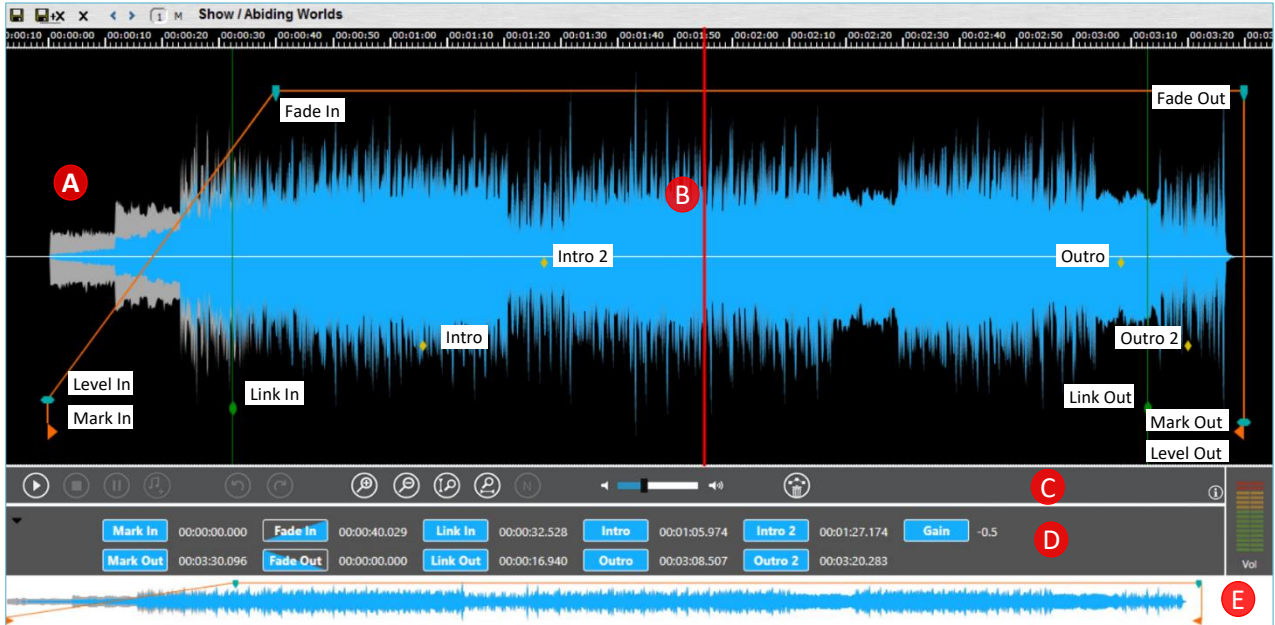 +X X < > 1 M Show / Abiding Worlds
0:00:10 00:00:00 00:00:10 00:00:20 00:00:30 00:00:40 00:00:50 00:01:00 00:01:10 00:01:20 00:01:30 00:01:40 00:01:50 00:02:00 00:02:10 00:02:20 00:02:30 00:02:40 00:02:50 00:03:00 00:03:10 00:03:20 00:03
Fade In
Fade Out
A
B
Intro 2
Outro
Intro
Outro 2
Level In
Link In
Link Out
Mark In
Mark Out
Level Out
N
C
Mark In 00:00:00.000 Fade In 00:00:40.029 Link In 00:00:32.528 Intro 00:01:05.974 Intro 2 00:01:27.174 Gain -0.5
D
Mark Out 00:03:30.096 Fade Out 00:00:00.000 Link Out 00:00:16.940 Outro 00:03:08.507 Outro 2 00:03:20.283
Vol
E